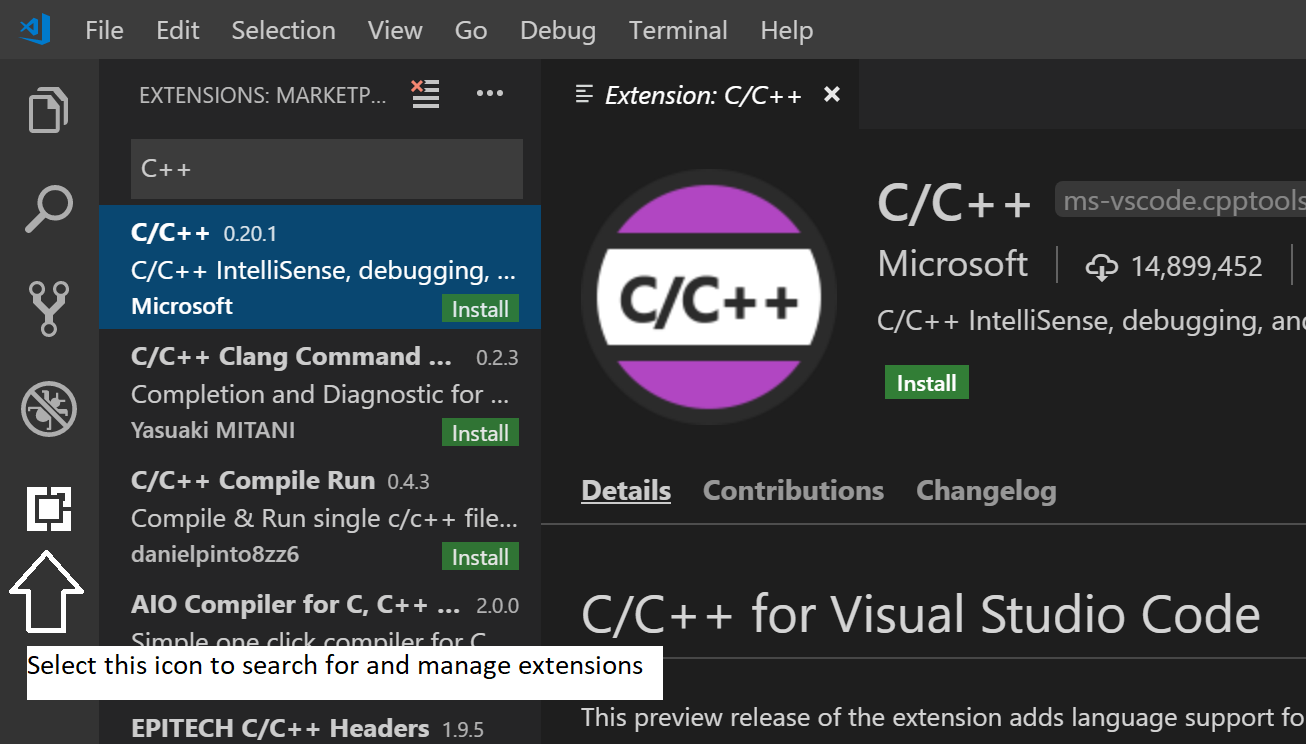 File Edit Selection View Go Debug Terminal Help
EXTENSIONS: MARKETP...
C++
C/C++ 0.20.1
C/C++ IntelliSense, debugging, ...
Microsoft Install
C/C++ Clang Command ... 0.2.3
Completion and Diagnostic for ...
Yasuaki MITANI Install
C/C++ Compile Run 0.4.3
Compile & Run single c/c++ file...
danielpinto8zz6 Install
AIO Compiler for C, C++ ... 2.0.0
Simple one click compiler for C
Select this icon to search for and manage extensions
EPITECH C/C++ Headers 1.9.5
Extension: C/C++
C/C++
C/C++ ms-vscode.cpptools
Microsoft 14,899,452
C/C++ IntelliSense, debugging, and
Install
Details Contributions Changelog
C/C++ for Visual Studio Code
This preview release of the extension adds language support fo